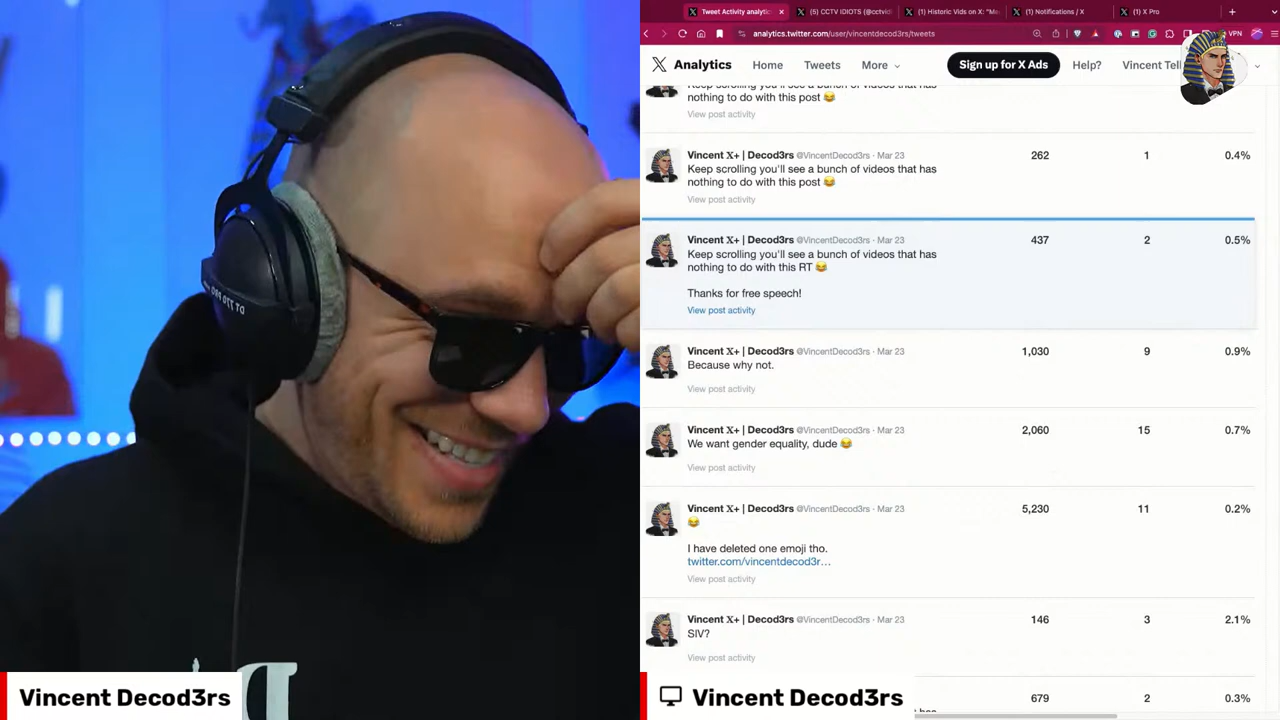 Tweet Activity analytic
(5) CCTV IDIOTS (@cctvidi
(1) Historic Vids on X: "Me
(1) Notifications / X
(1) X Pro
analytics.twitter.com/user/vincentdecod3rs/tweets
VPN
Analytics
Home
Tweets
More
Sign up for X Ads
Help?
Vincent Tell
Keep scrolling you'll see a bunch of videos that has
nothing to do with this post 😂
View post activity
Vincent X+ | Decod3rs @VincentDecod3rs · Mar 23
262 1 0.4%
Keep scrolling you'll see a bunch of videos that has
nothing to do with this post 😂
View post activity
Vincent X+ | Decod3rs @VincentDecod3rs · Mar 23
437 2 0.5%
Keep scrolling you'll see a bunch of videos that has
nothing to do with this RT 😂
Thanks for free speech!
View post activity
Vincent X+ | Decod3rs @VincentDecod3rs · Mar 23
1,030 9 0.9%
Because why not.
View post activity
Vincent X+ | Decod3rs @VincentDecod3rs · Mar 23
2,060 15 0.7%
We want gender equality, dude 😂
View post activity
Vincent X+ | Decod3rs @VincentDecod3rs · Mar 23
5,230 11 0.2%
😂
I have deleted one emoji tho.
twitter.com/vincentdecod3r…
View post activity
Vincent X+ | Decod3rs @VincentDecod3rs · Mar 23
146 3 2.1%
SIV?
View post activity
679 2 0.3%
DT 770 PRO
Vincent Decod3rs
Vincent Decod3rs